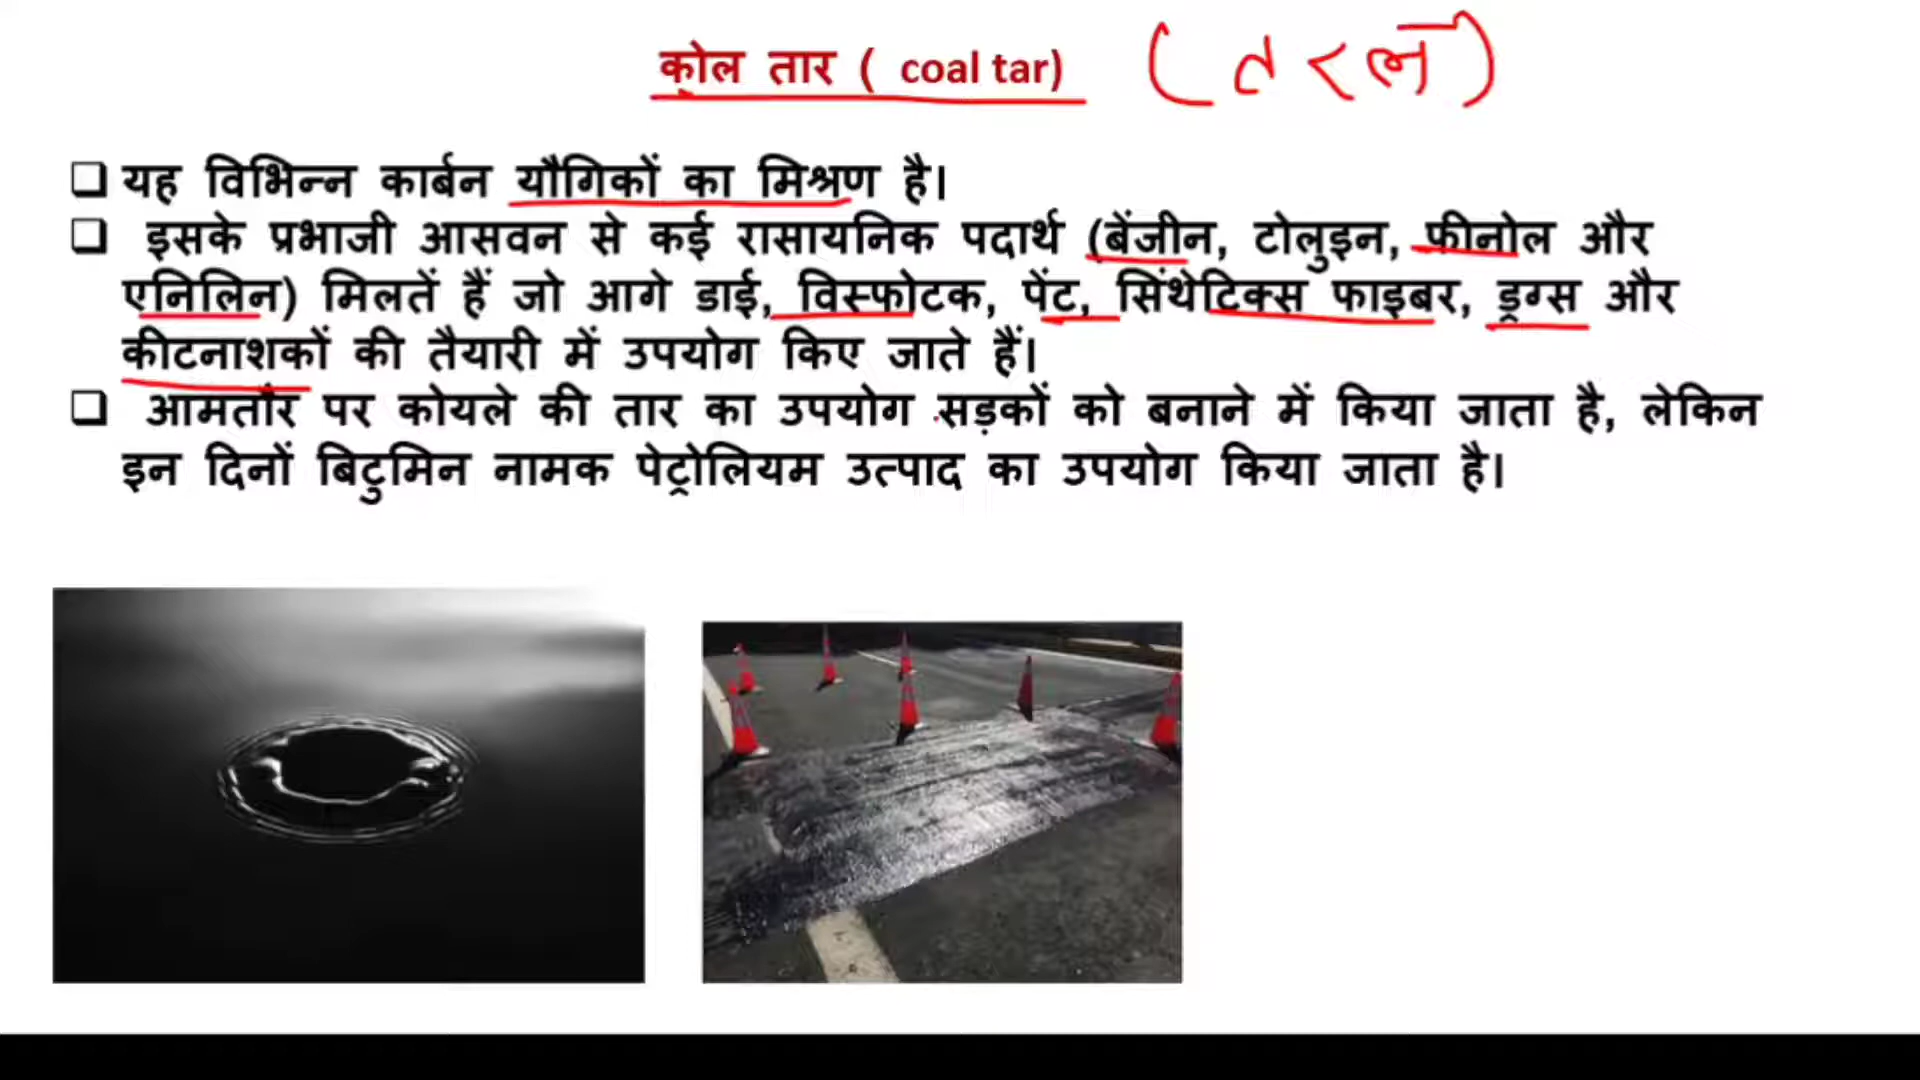 कोल तार ( coal tar) (तरल)
❑ यह विभिन्न कार्बन यौगिकों का मिश्रण है।
❑ इसके प्रभाजी आसवन से कई रासायनिक पदार्थ (बेंजीन, टोलुइन, फीनोल और
एनिलिन) मिलतें हैं जो आगे डाई, विस्फोटक, पेंट, सिंथेटिक्स फाइबर, ड्रग्स और
कीटनाशकों की तैयारी में उपयोग किए जाते हैं।
❑ आमतौर पर कोयले की तार का उपयोग सड़कों को बनाने में किया जाता है, लेकिन
इन दिनों बिटुमिन नामक पेट्रोलियम उत्पाद का उपयोग किया जाता है।